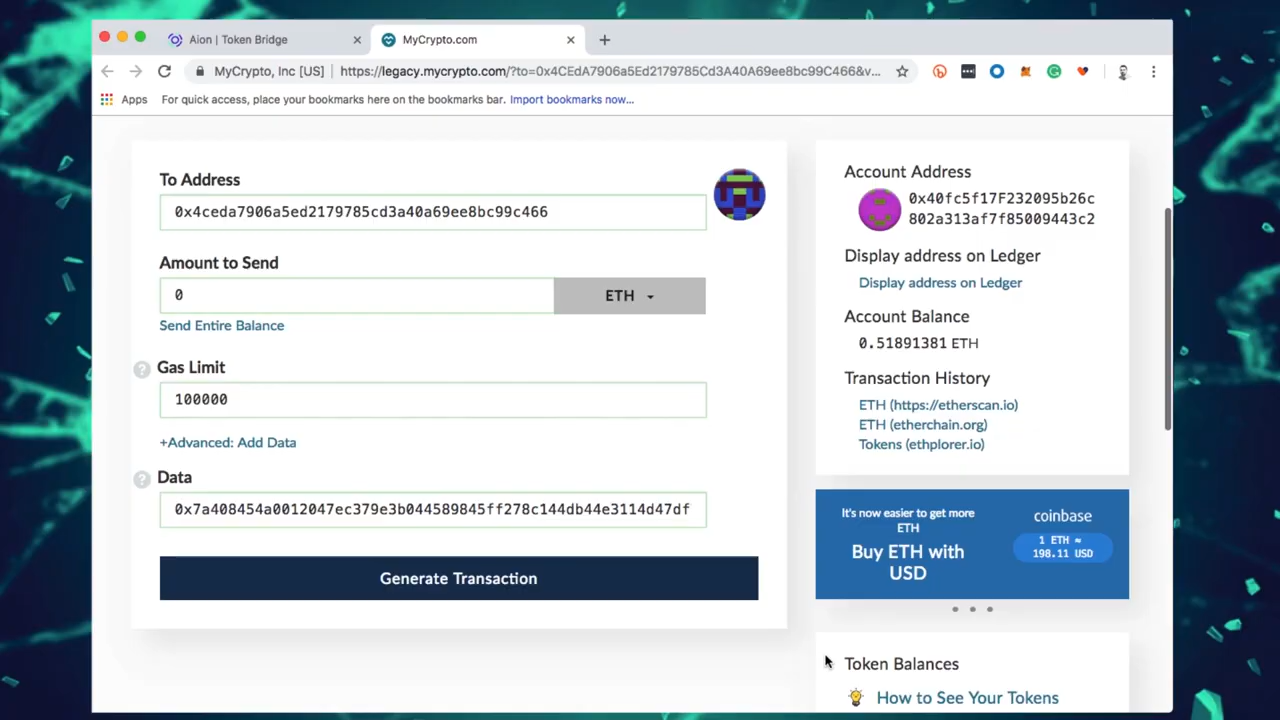 Aion | Token Bridge
MyCrypto.com
MyCrypto, Inc [US]
https://legacy.mycrypto.com/?to=0x4CEdA7906a5Ed2179785Cd3A40A69ee8bc99C466&v...
Apps
For quick access, place your bookmarks here on the bookmarks bar. Import bookmarks now...
To Address
0x4ceda7906a5ed2179785cd3a40a69ee8bc99c466
Amount to Send
0
ETH
Send Entire Balance
? Gas Limit
100000
+Advanced: Add Data
? Data
0x7a408454a0012047ec379e3b044589845ff278c144db44e3114d47df
Generate Transaction
Account Address
0x40fc5f17F232095b26c
802a313af7f85009443c2
Display address on Ledger
Display address on Ledger
Account Balance
0.51891381 ETH
Transaction History
ETH (https://etherscan.io)
ETH (etherchain.org)
Tokens (ethplorer.io)
It's now easier to get more
ETH
Buy ETH with
USD
coinbase
1 ETH ≈
198.11 USD
Token Balances
How to See Your Tokens